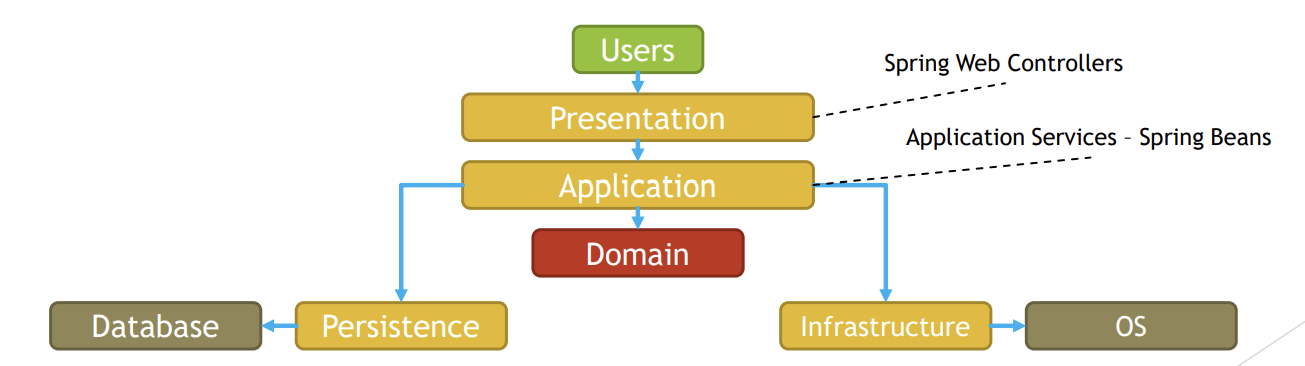 Users
Spring Web Controllers
Presentation
Application Services – Spring Beans
Application
Domain
Database
Persistence
Infrastructure
OS